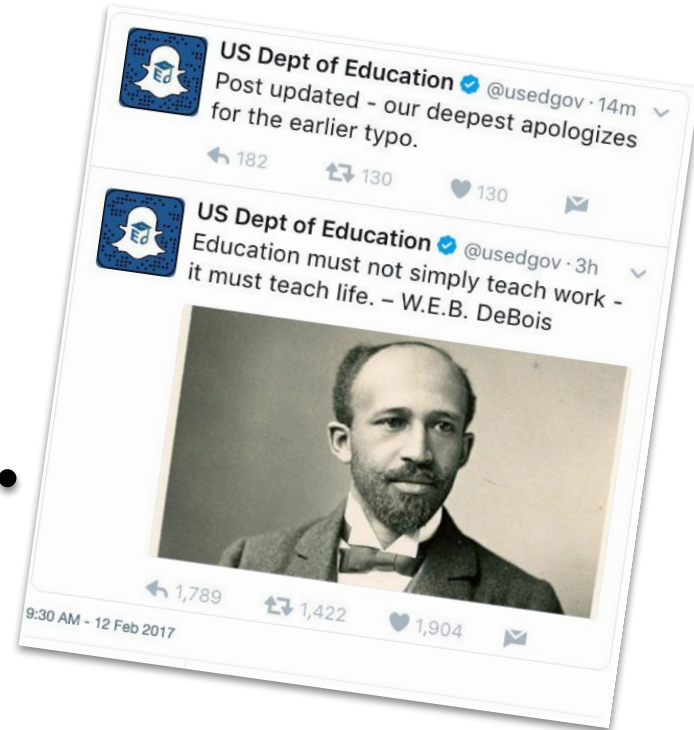 US Dept of Education @usedgov · 14m
Post updated - our deepest apologizes
for the earlier typo.
182 130 130
US Dept of Education @usedgov · 3h
Education must not simply teach work -
it must teach life. – W.E.B. DeBois
1,789 1,422 1,904
9:30 AM - 12 Feb 2017
Ed
Ed